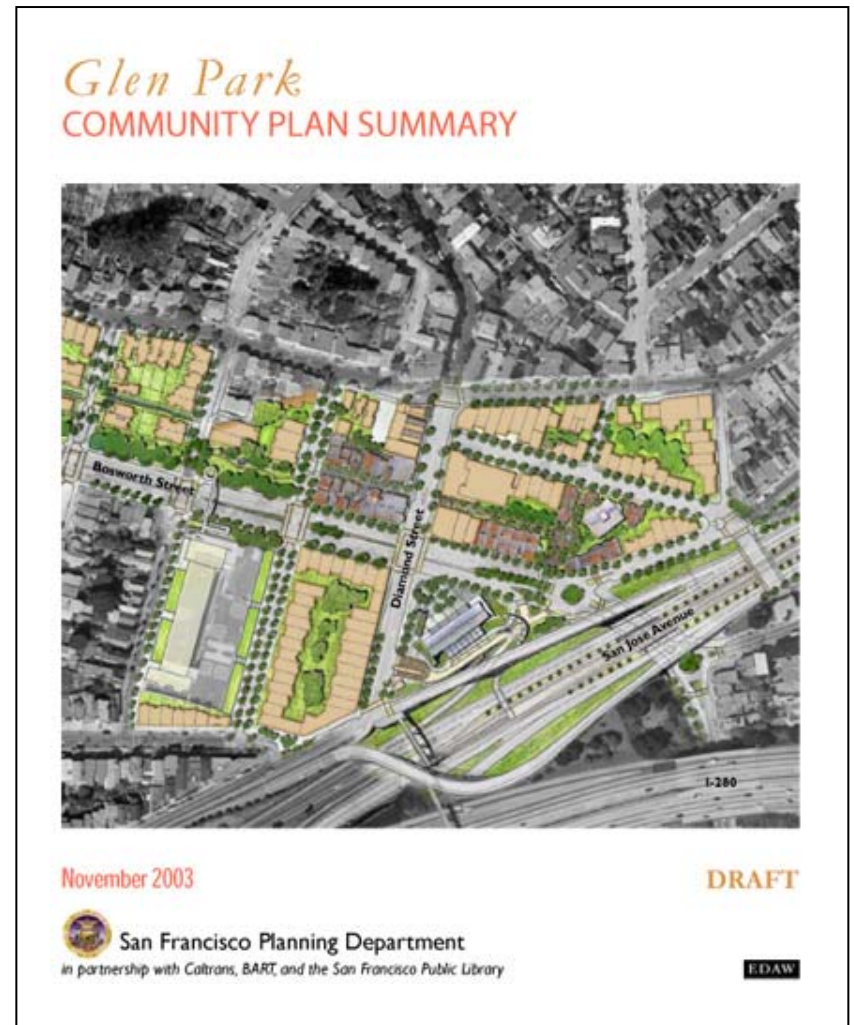 Glen Park
COMMUNITY PLAN SUMMARY
Bosworth Street
Diamond Street
San Jose Avenue
I-280
November 2003
DRAFT
San Francisco Planning Department
in partnership with Caltrans, BART, and the San Francisco Public Library
EDAW